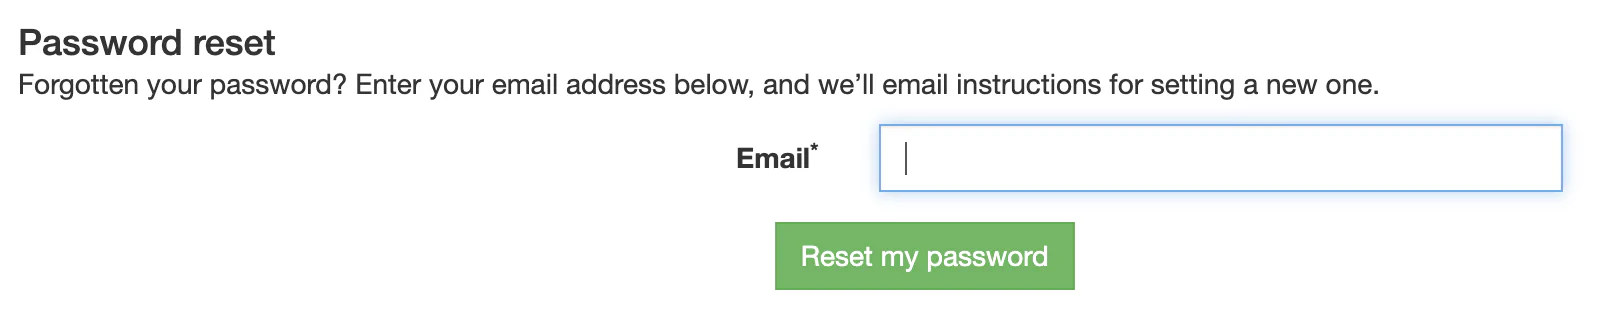 Password reset
Forgotten your password? Enter your email address below, and we’ll email instructions for setting a new one.
Email*
Reset my password